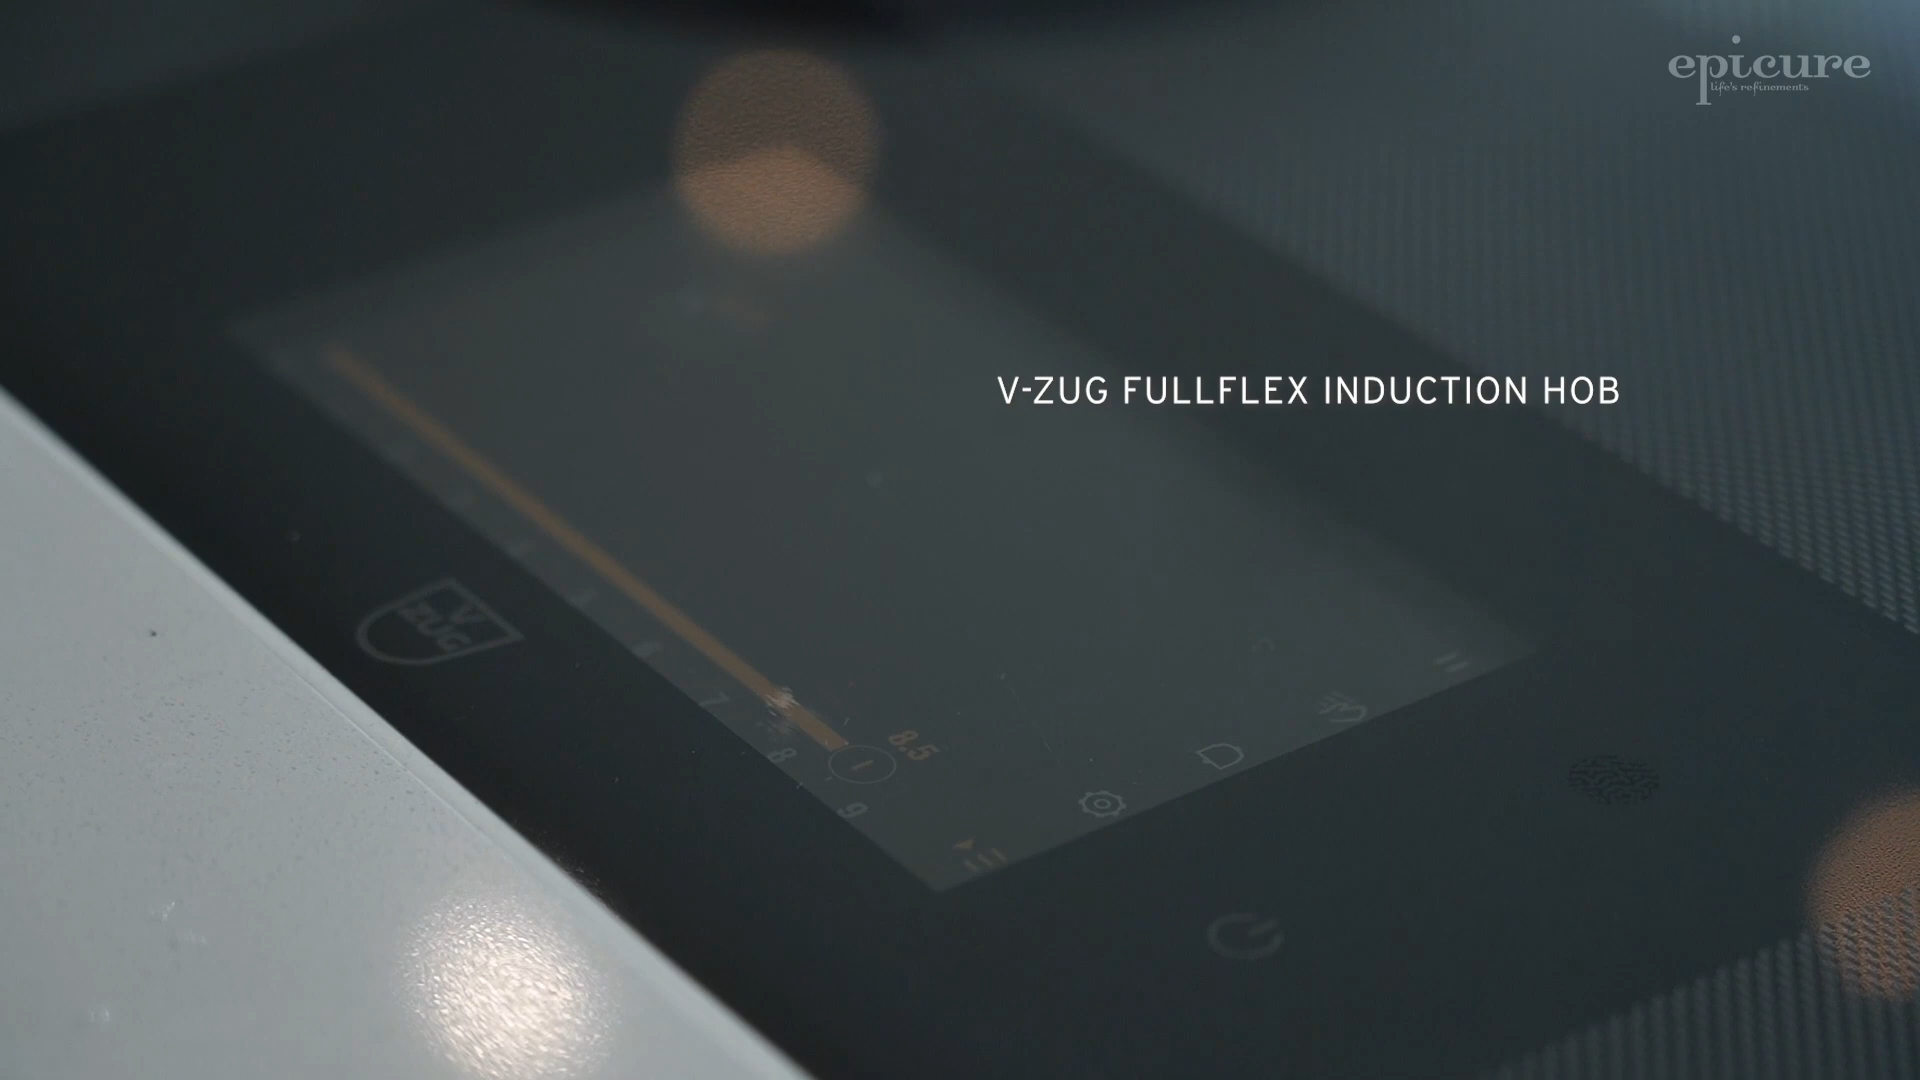 epicure
life's refinements
V-ZUG FULLFLEX INDUCTION HOB
V
ZUG
7
8
8.5
9